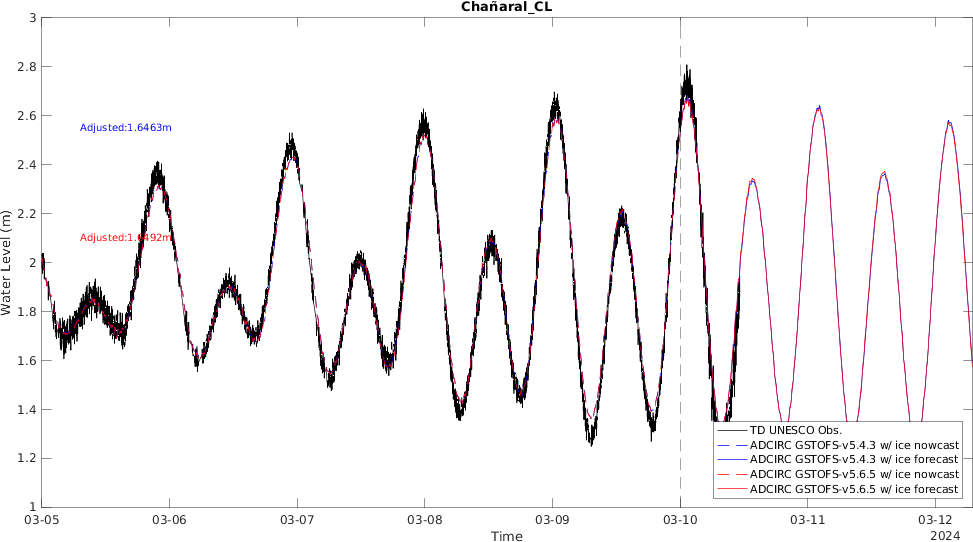 Chañaral_CL
3
2.8
2.6
2.4
2.2
2
1.8
1.6
1.4
1.2
1
Water Level (m)
Adjusted:1.6463m
Adjusted:1.6492m
TD UNESCO Obs.
ADCIRC GSTOFS-v5.4.3 w/ ice nowcast
ADCIRC GSTOFS-v5.4.3 w/ ice forecast
ADCIRC GSTOFS-v5.6.5 w/ ice nowcast
ADCIRC GSTOFS-v5.6.5 w/ ice forecast
03-05 03-06 03-07 03-08 03-09 03-10 03-11 03-12
Time
2024